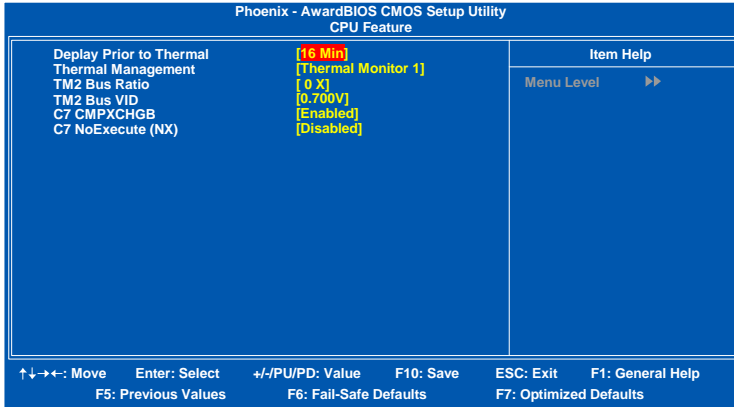 Phoenix - AwardBIOS CMOS Setup Utility
CPU Feature
Deplay Prior to Thermal [16 Min]
Thermal Management [Thermal Monitor 1]
TM2 Bus Ratio [ 0 X]
TM2 Bus VID [0.700V]
C7 CMPXCHGB [Enabled]
C7 NoExecute (NX) [Disabled]
Item Help
Menu Level ▶▶
↑↓→←: Move Enter: Select +/-/PU/PD: Value F10: Save ESC: Exit F1: General Help
F5: Previous Values F6: Fail-Safe Defaults F7: Optimized Defaults